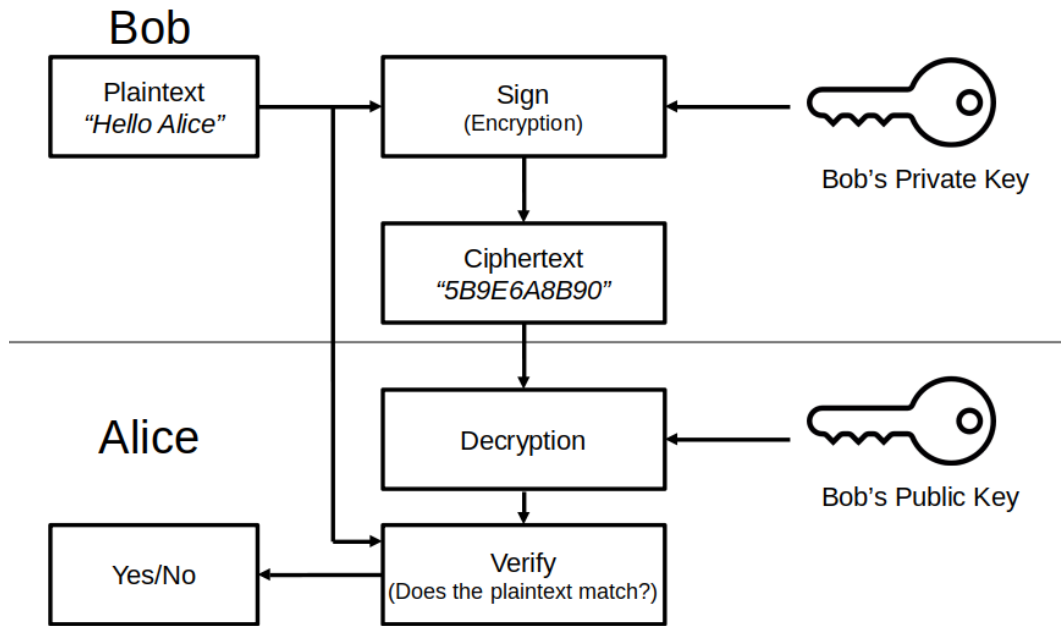 Bob
Plaintext
“Hello Alice”
Sign
(Encryption)
Bob’s Private Key
Ciphertext
“5B9E6A8B90”
Alice
Decryption
Bob’s Public Key
Yes/No
Verify
(Does the plaintext match?)